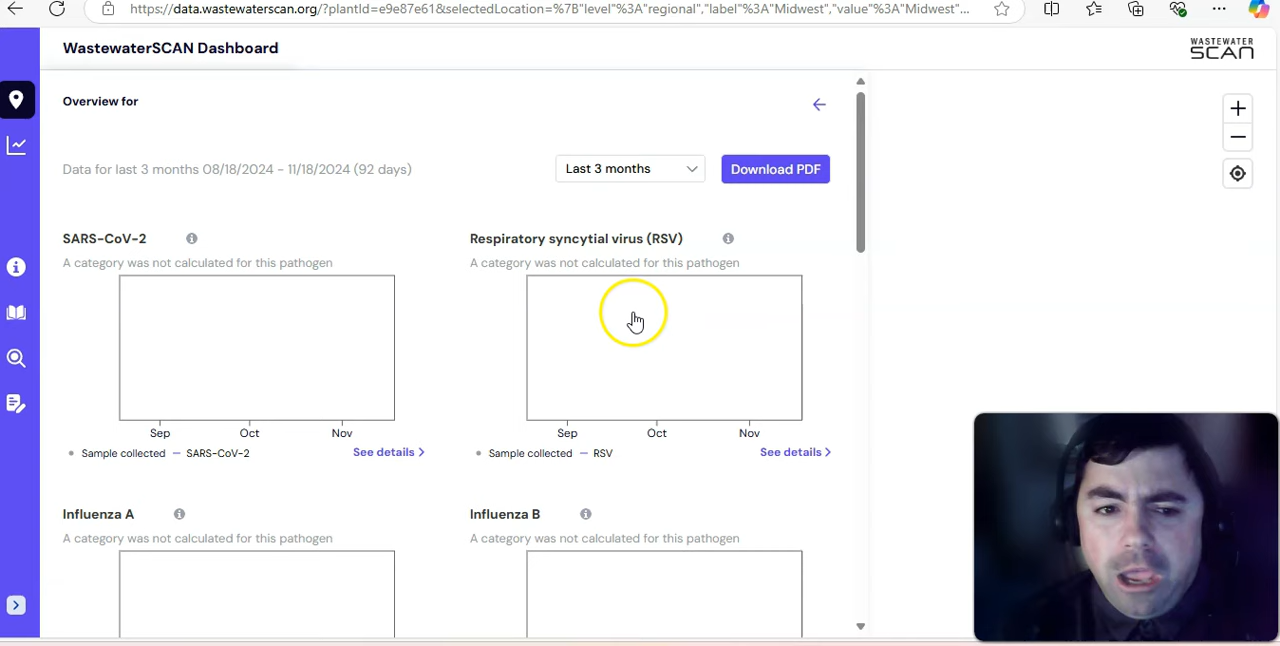 https://data.wastewaterscan.org/?plantId=e9e87e61&selectedLocation=%7B"level"%3A"regional","label"%3A"Midwest","value"%3A"Midwest"...
WastewaterSCAN Dashboard
WASTEWATER
SCAN
Overview for
Data for last 3 months 08/18/2024 - 11/18/2024 (92 days)
Last 3 months
Download PDF
SARS-CoV-2
Respiratory syncytial virus (RSV)
A category was not calculated for this pathogen
A category was not calculated for this pathogen
Sep Oct Nov
Sep Oct Nov
Sample collected SARS-CoV-2 See details >
Sample collected RSV See details >
Influenza A
Influenza B
A category was not calculated for this pathogen
A category was not calculated for this pathogen